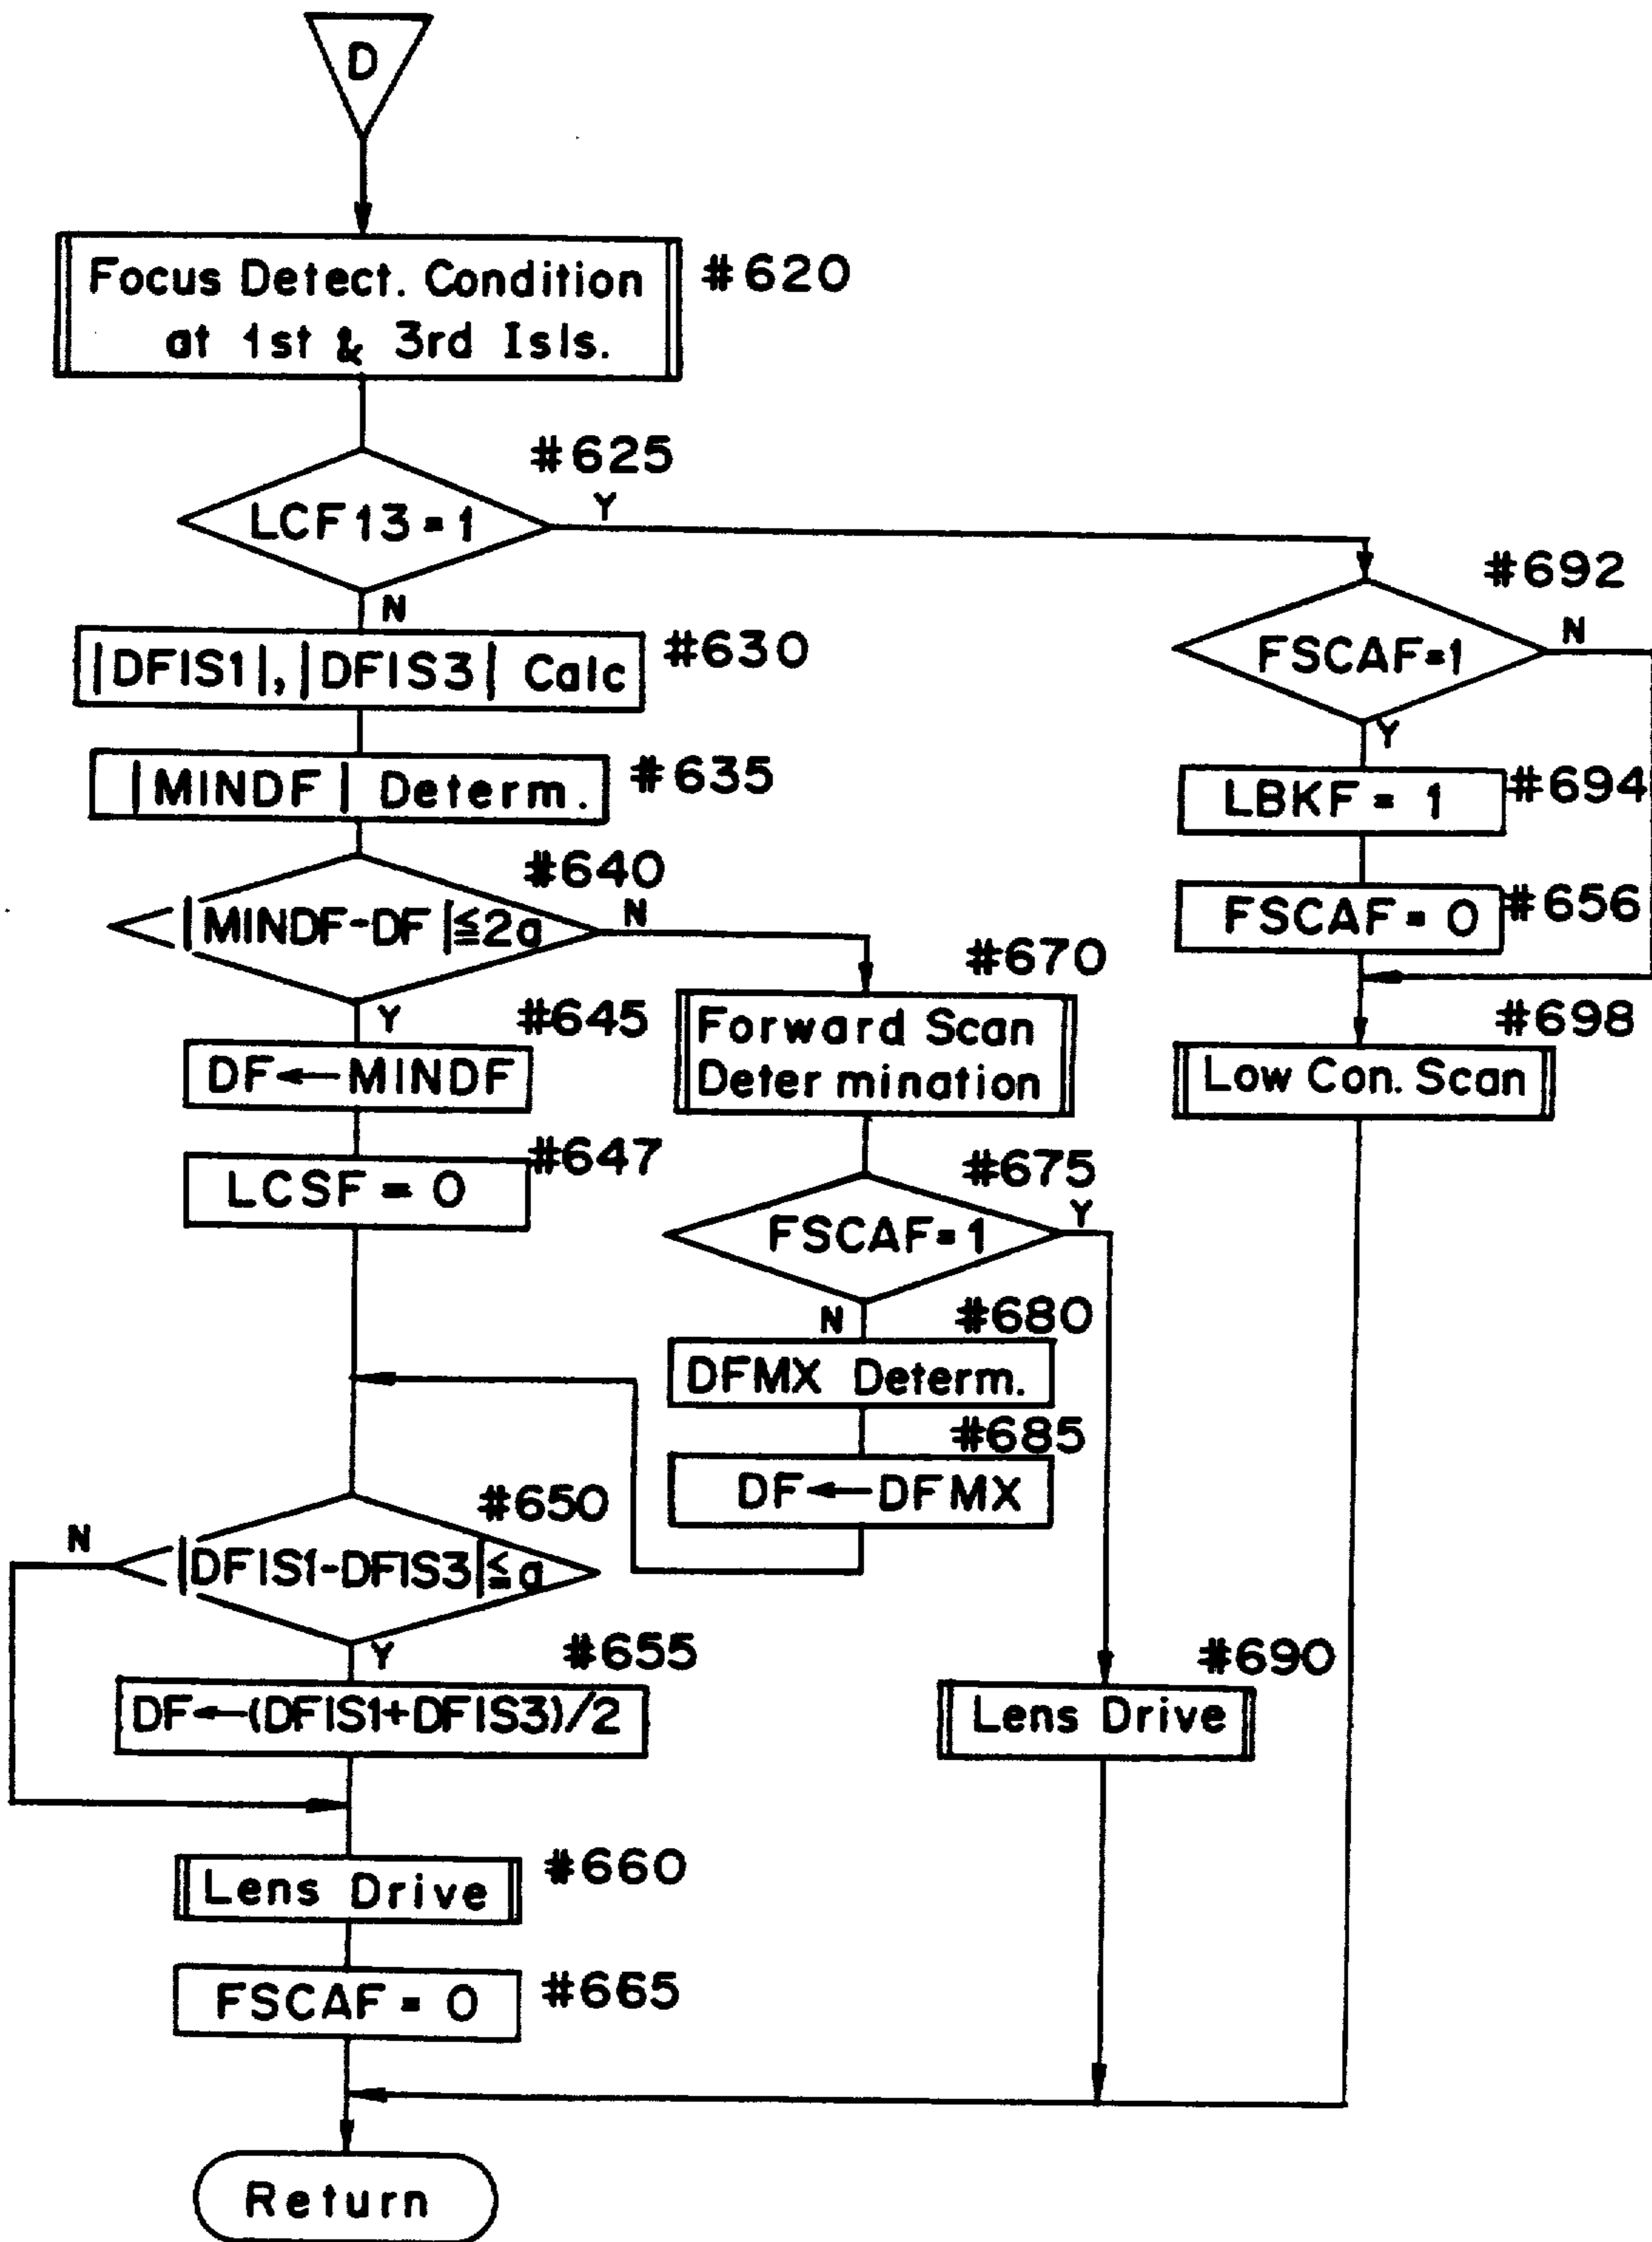 D
Focus Detect. Condition
at 1st & 3rd Isls.
#620
#625
LCF13=1
Y
N
|DFIS1|, |DFIS3| Calc
#630
|MINDF| Determ.
#635
#640
|MINDF-DF|≦2a
N
Y
#645
DF←MINDF
#647
LCSF=0
#650
N
|DFIS1-DFIS3|≦a
Y
#655
DF←(DFIS1+DFIS3)/2
Lens Drive
#660
FSCAF=0
#665
Return
#670
Forward Scan
Determination
#675
FSCAF=1
Y
N
#680
DFMX Determ.
#685
DF←DFMX
#690
Lens Drive
#692
FSCAF=1
N
Y
LBKF=1
#694
FSCAF=0
#656
#698
Low Con. Scan